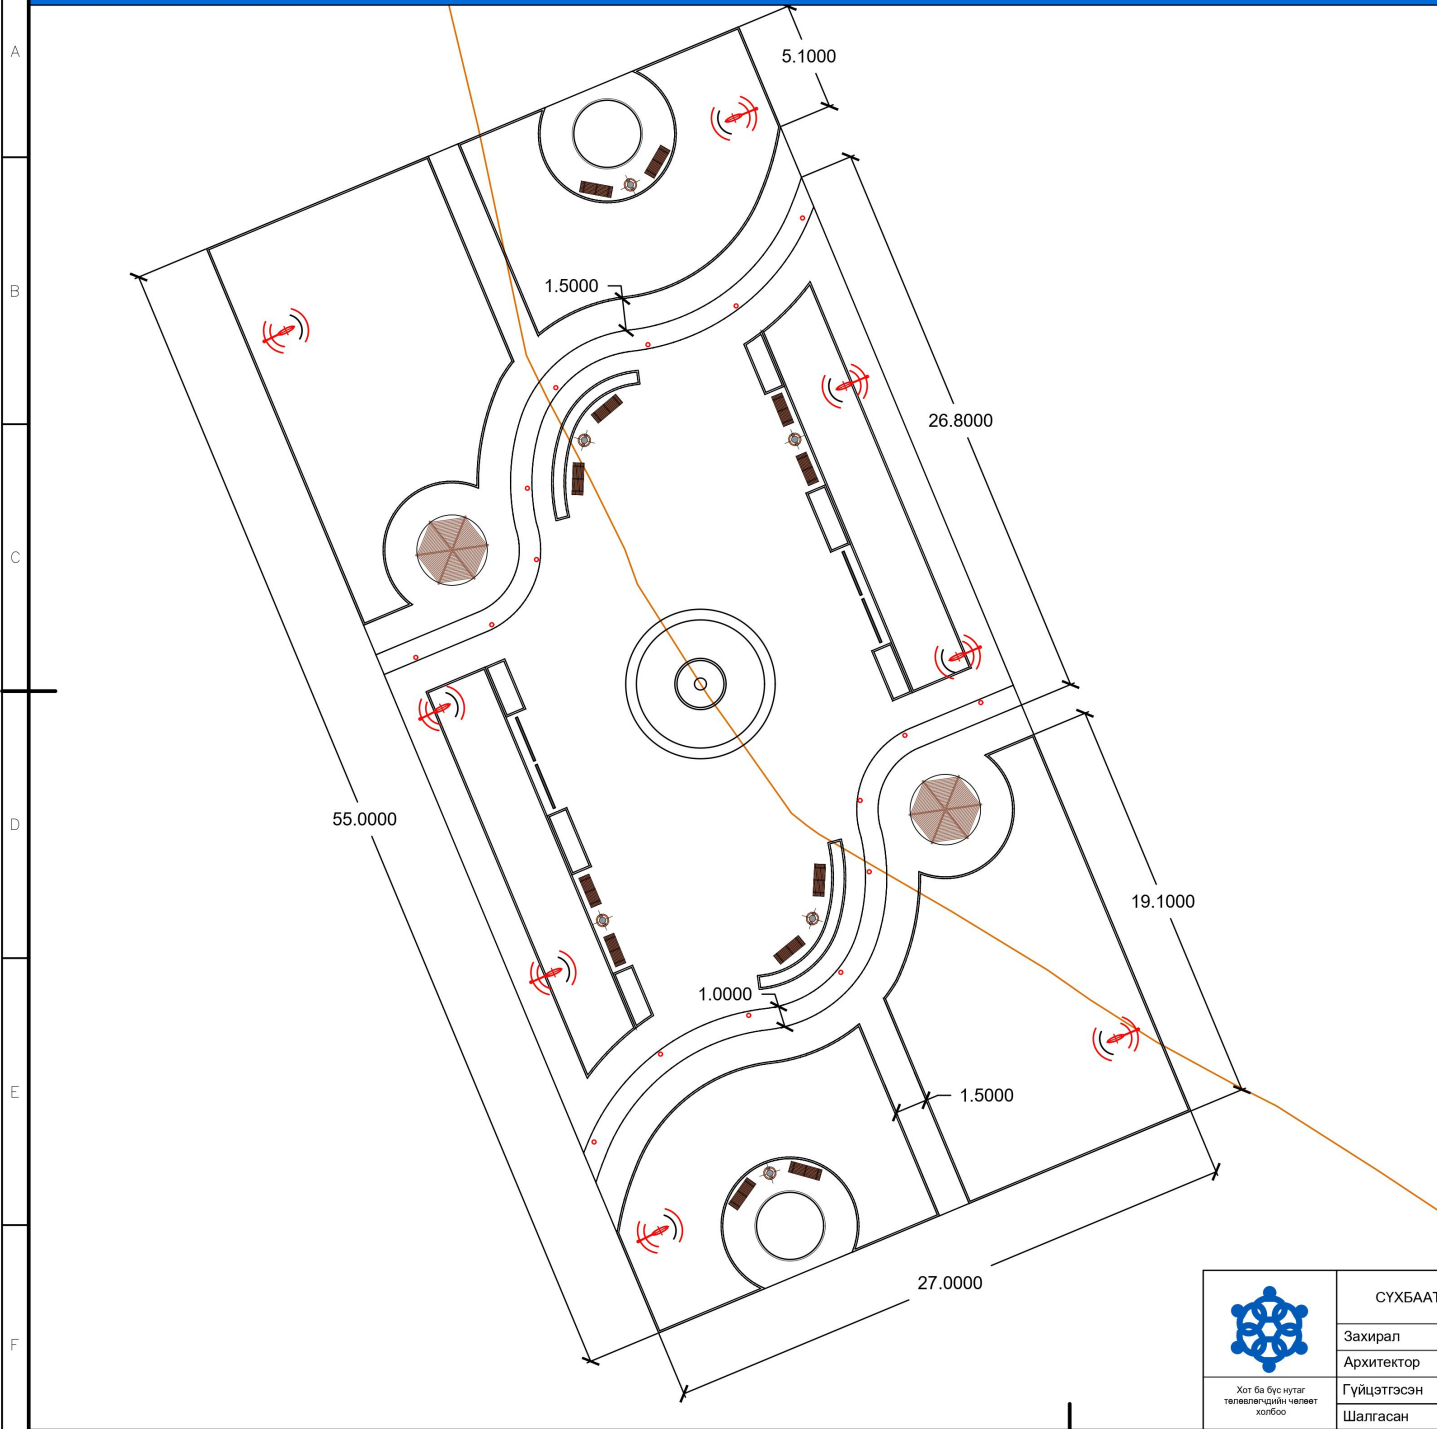 A
5.1000
B
1.5000
26.8000
C
55.0000
D
19.1000
1.0000
E
1.5000
27.0000
F
СҮХБААТ
Захирал
Архитектор
Гүйцэтгэсэн
Шалгасан
Хот ба бүс нутаг
төлөвлөгчдийн чөлөөт
холбоо